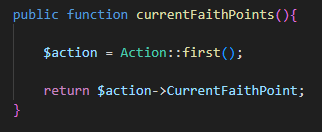 public function currentFaithPoints(){
$action = Action::first();
return $action->CurrentFaithPoint;
}